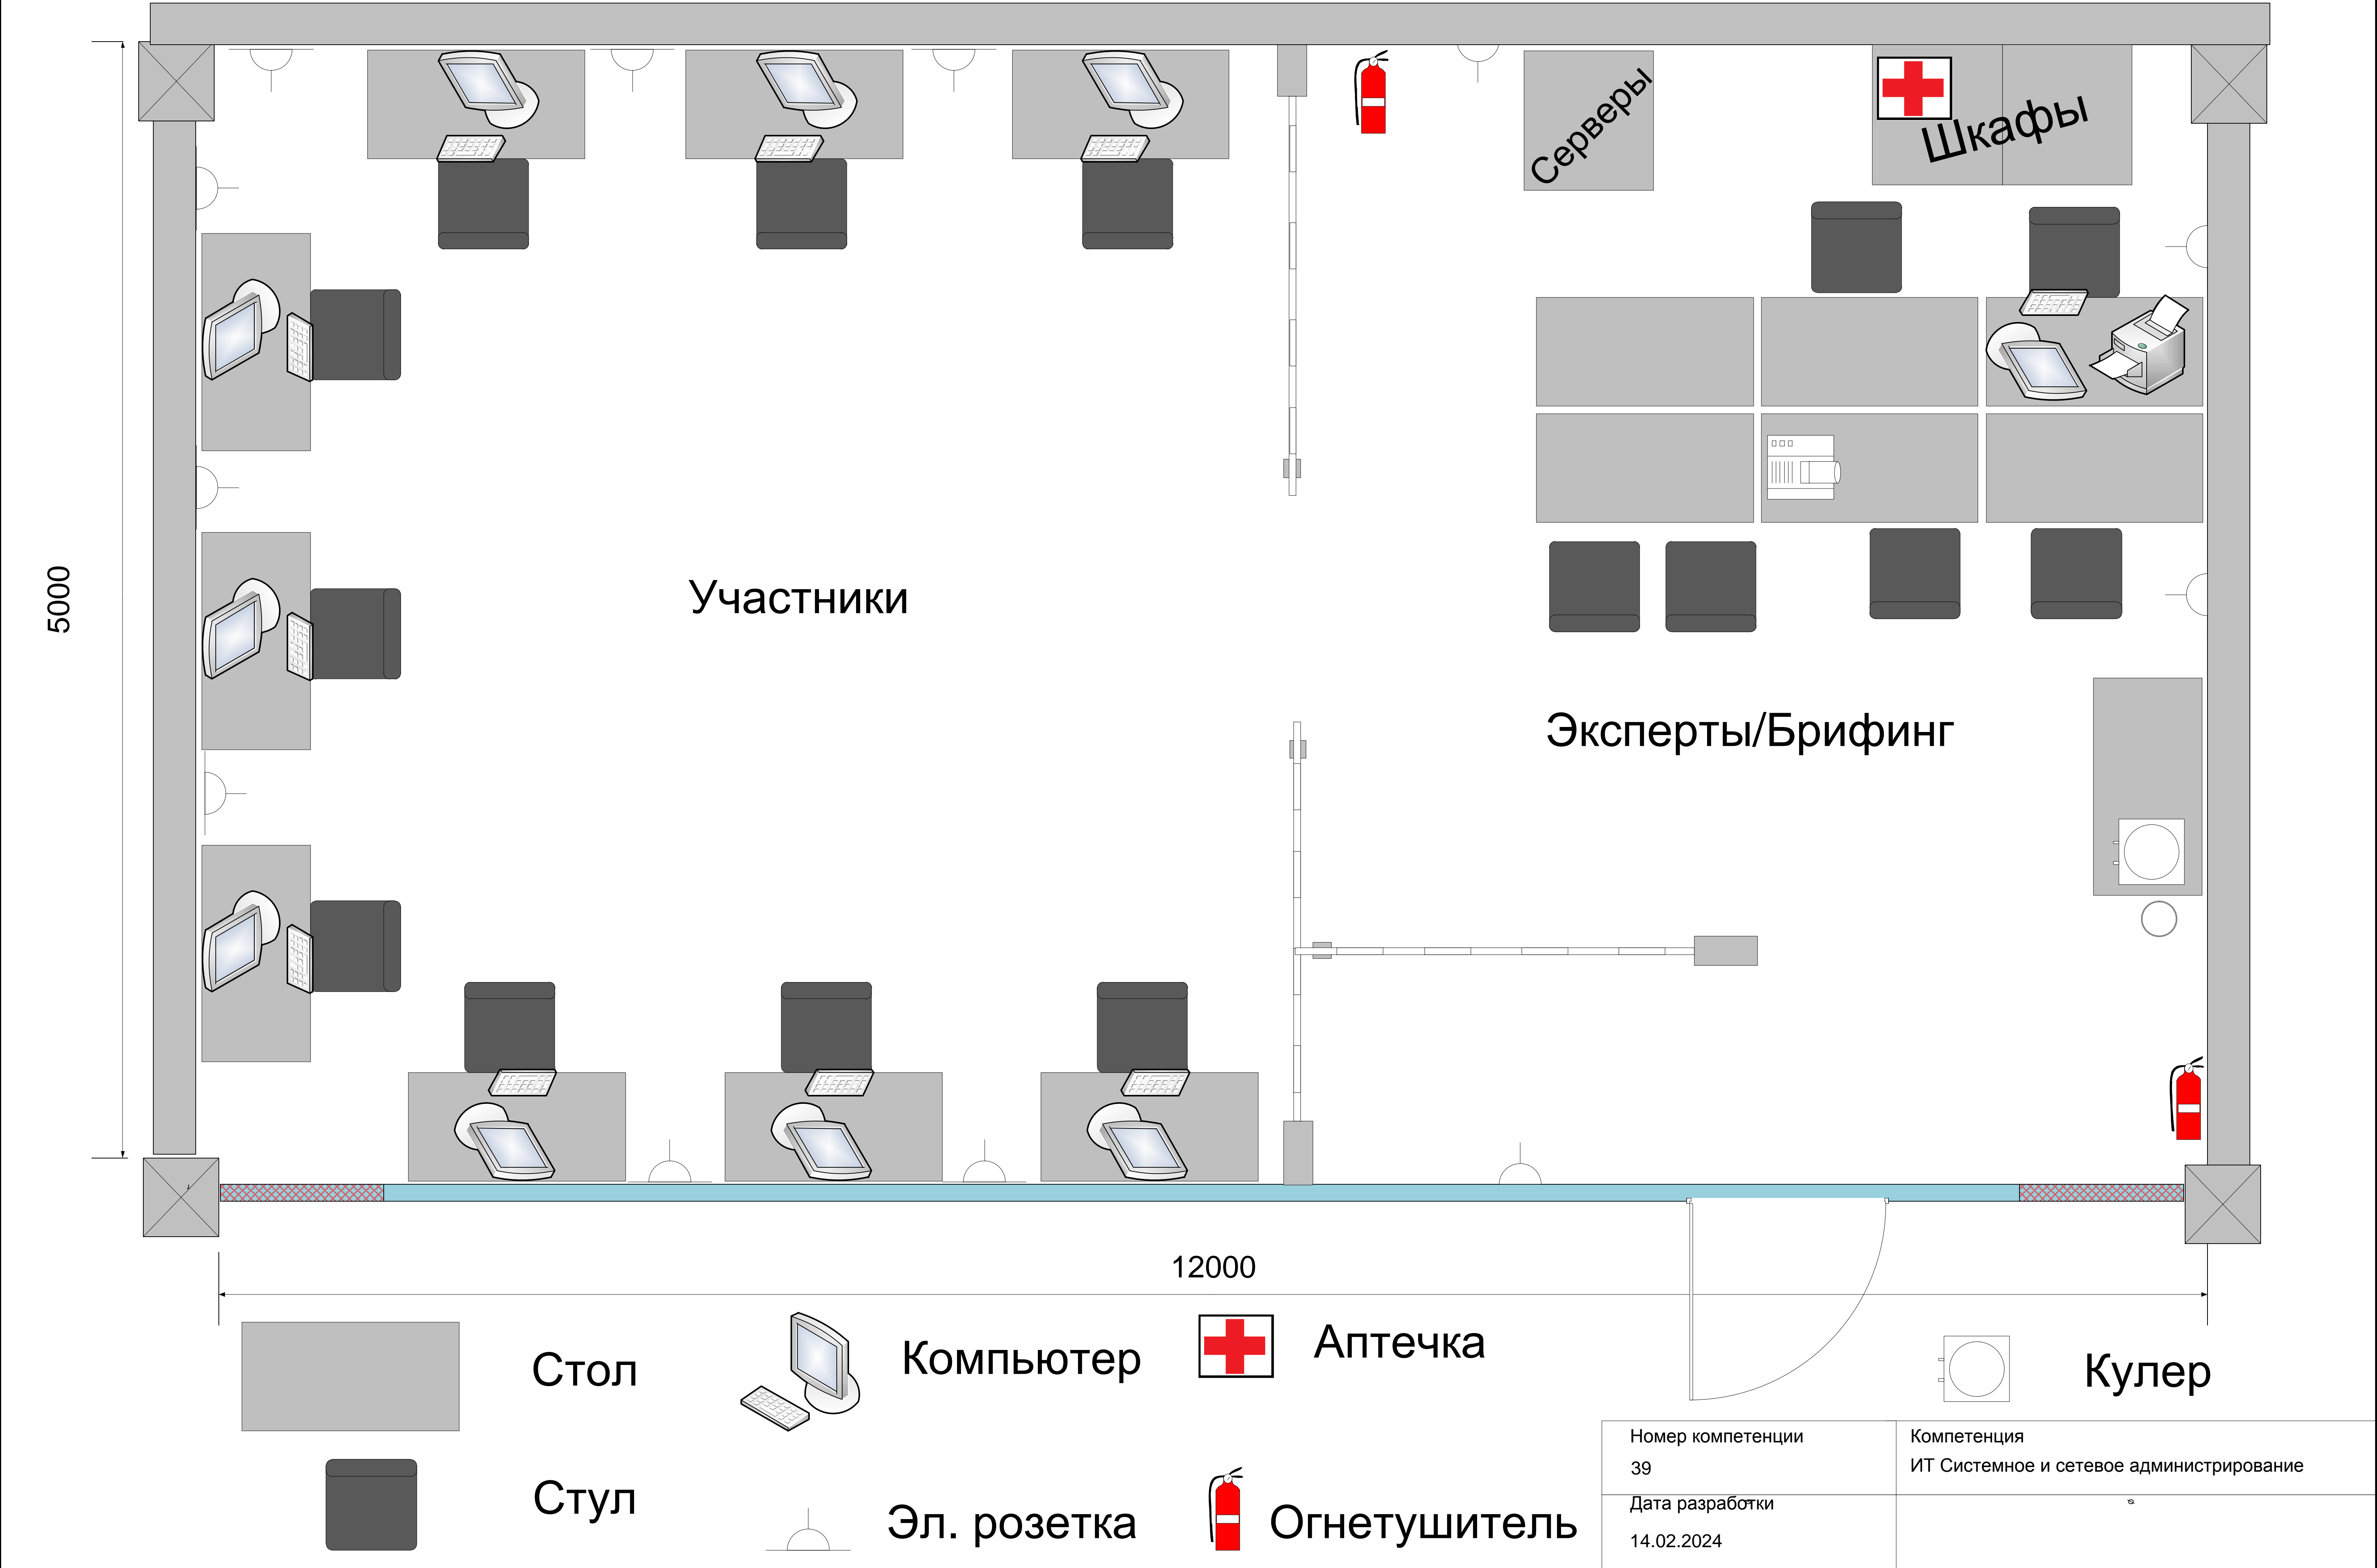 Серверы
Шкафы
5000
Участники
Эксперты/Брифинг
12000
Стол
Компьютер
Аптечка
Кулер
Стул
Эл. розетка
Огнетушитель
Номер компетенции
39
Компетенция
ИТ Системное и сетевое администрирование
Дата разработки
14.02.2024